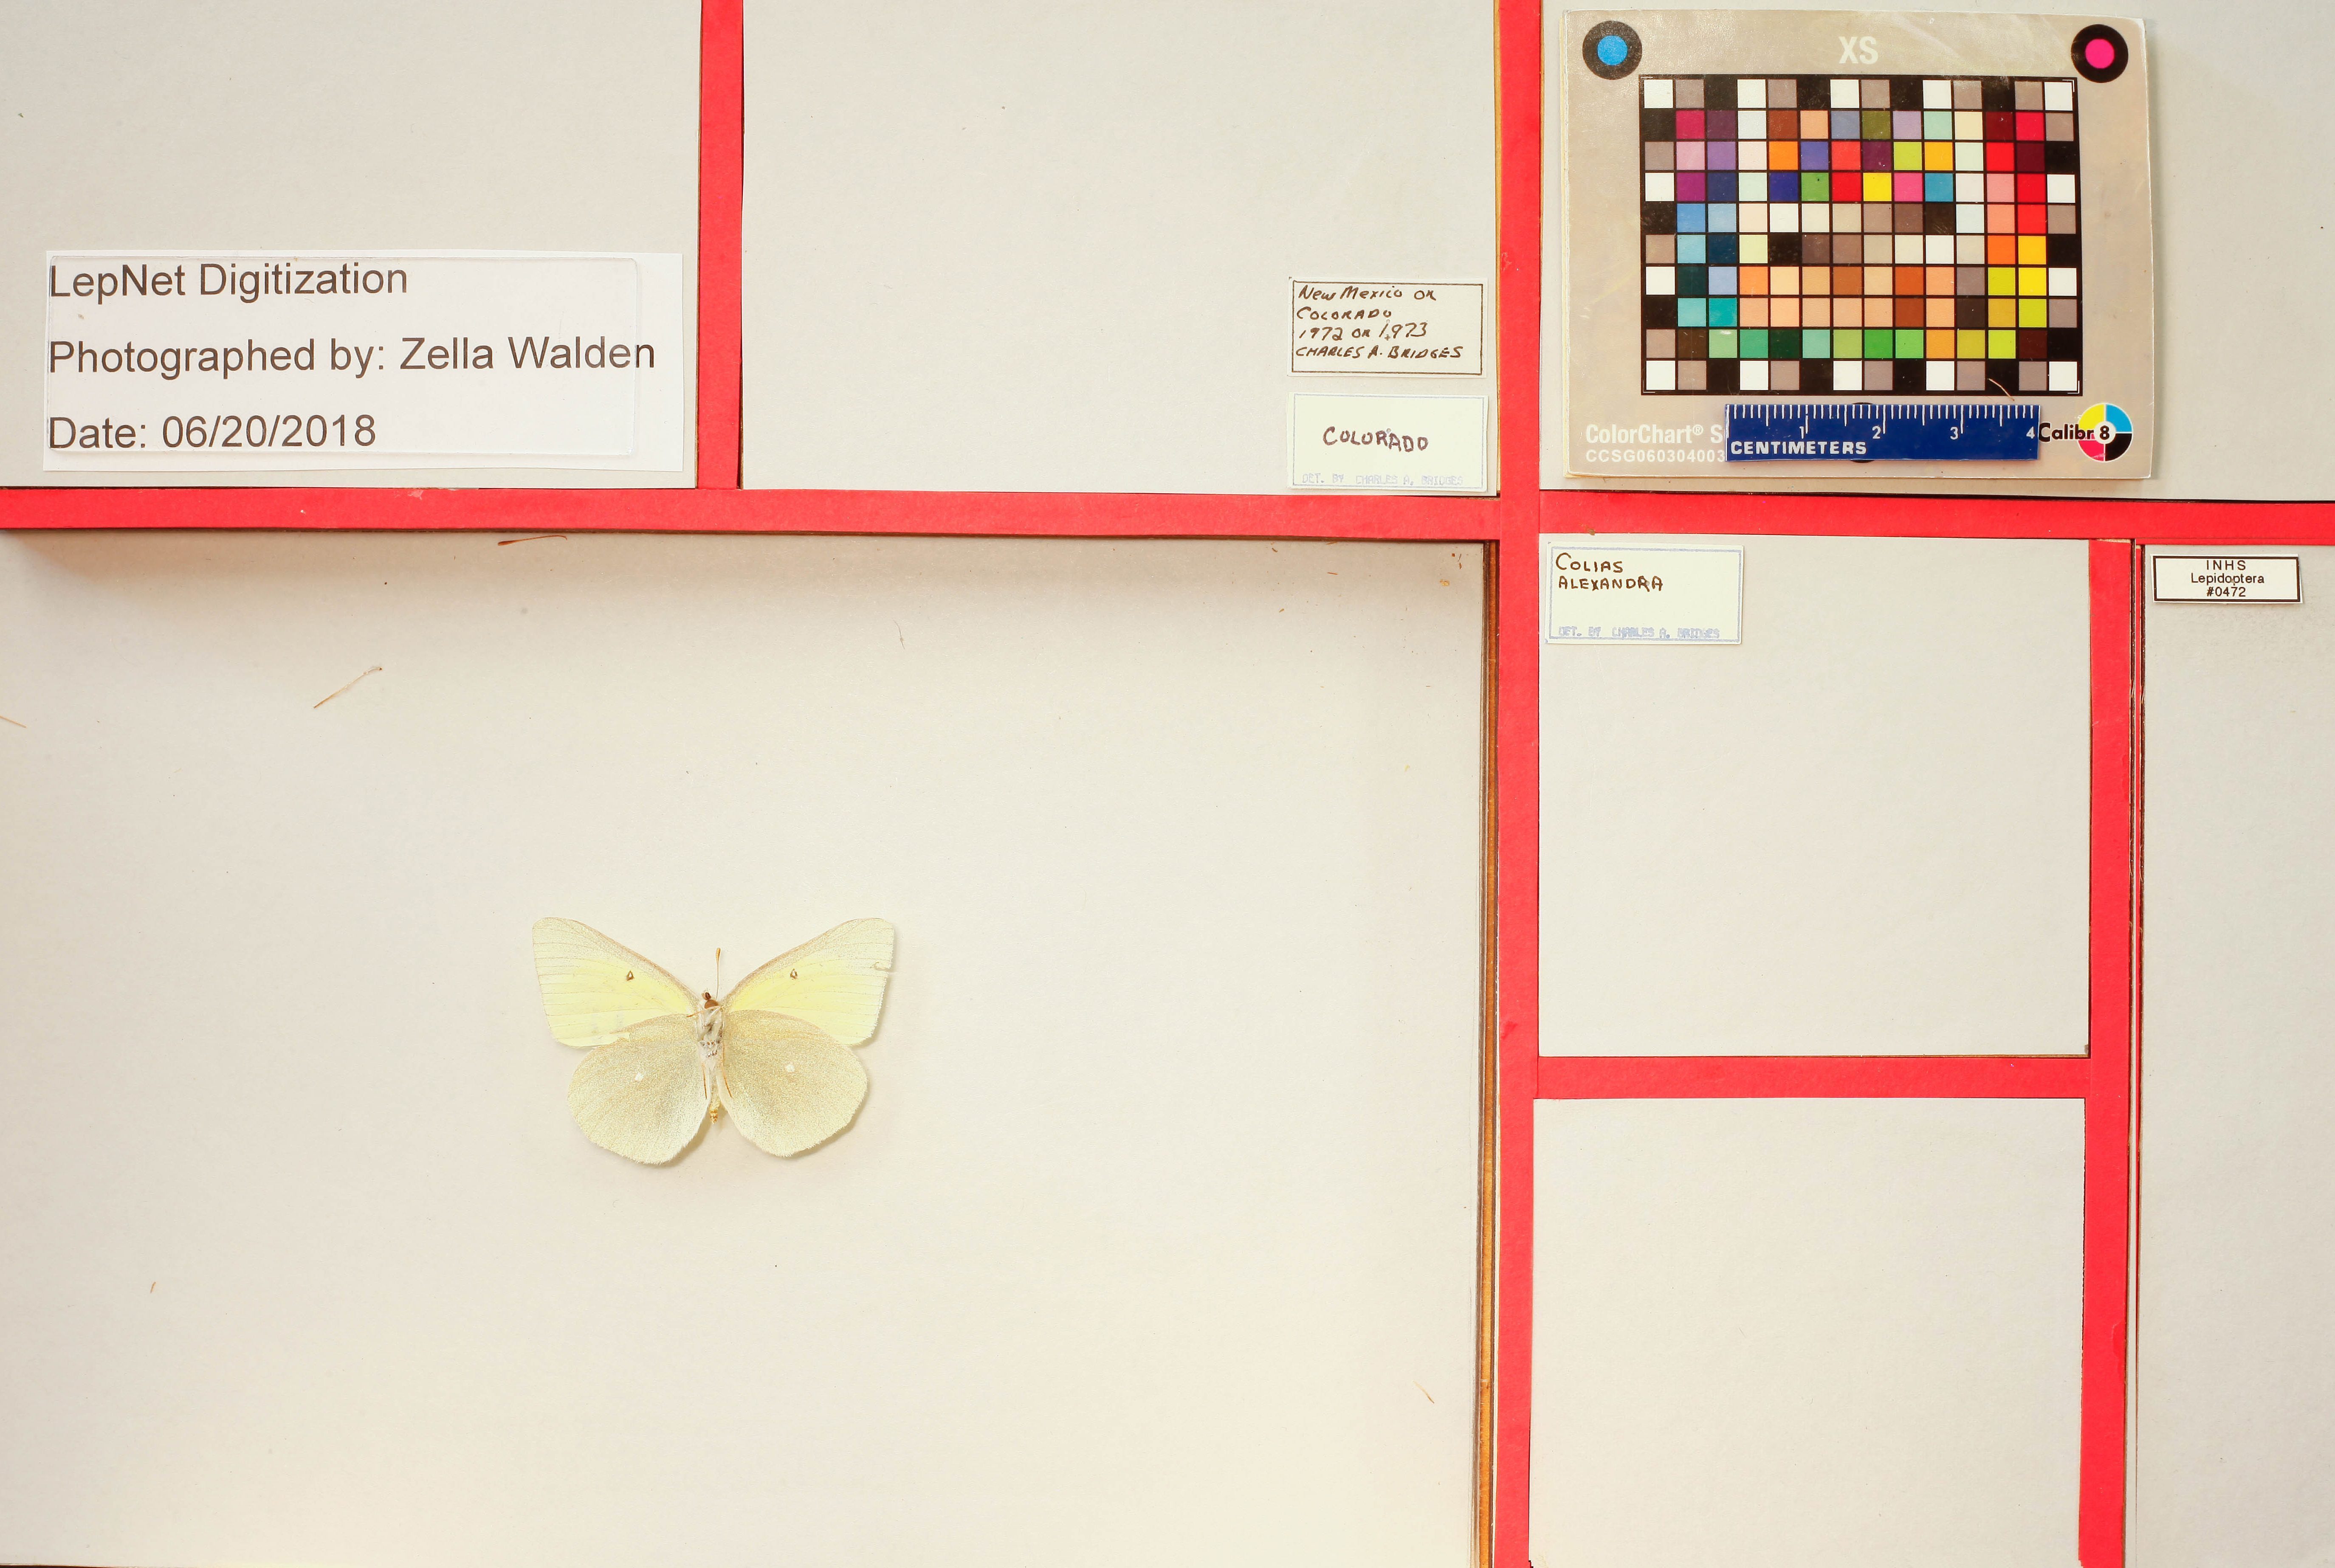 LepNet Digitization
Photographed by: Zella Walden
Date: 06/20/2018
New Mexico or
COLORADO
1972 OR 1973
CHARLES A. BRIDGES
COLORADO
DET. BY CHARLES A. BRIDGES
XS
ColorChart® S
CCSG060304003
1 2 3 4
CENTIMETERS
Calibr 8
COLIAS
ALEXANDRA
DET. BY CHARLES A. BRIDGES
INHS
Lepidoptera
#0472